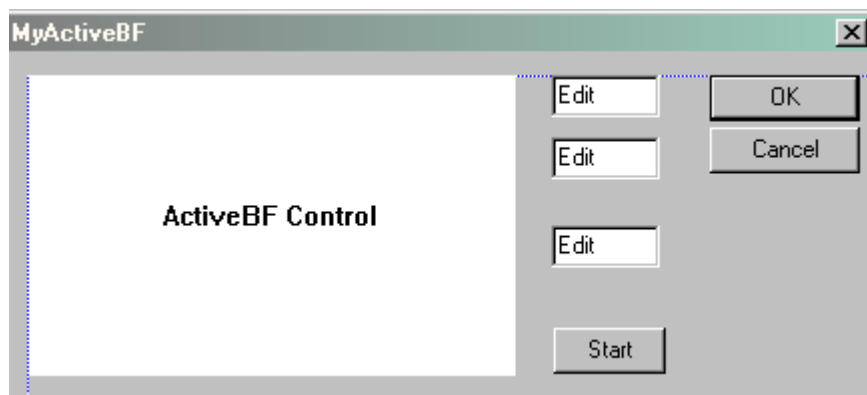 MyActiveBF
Edit
OK
Edit
Cancel
ActiveBF Control
Edit
Start